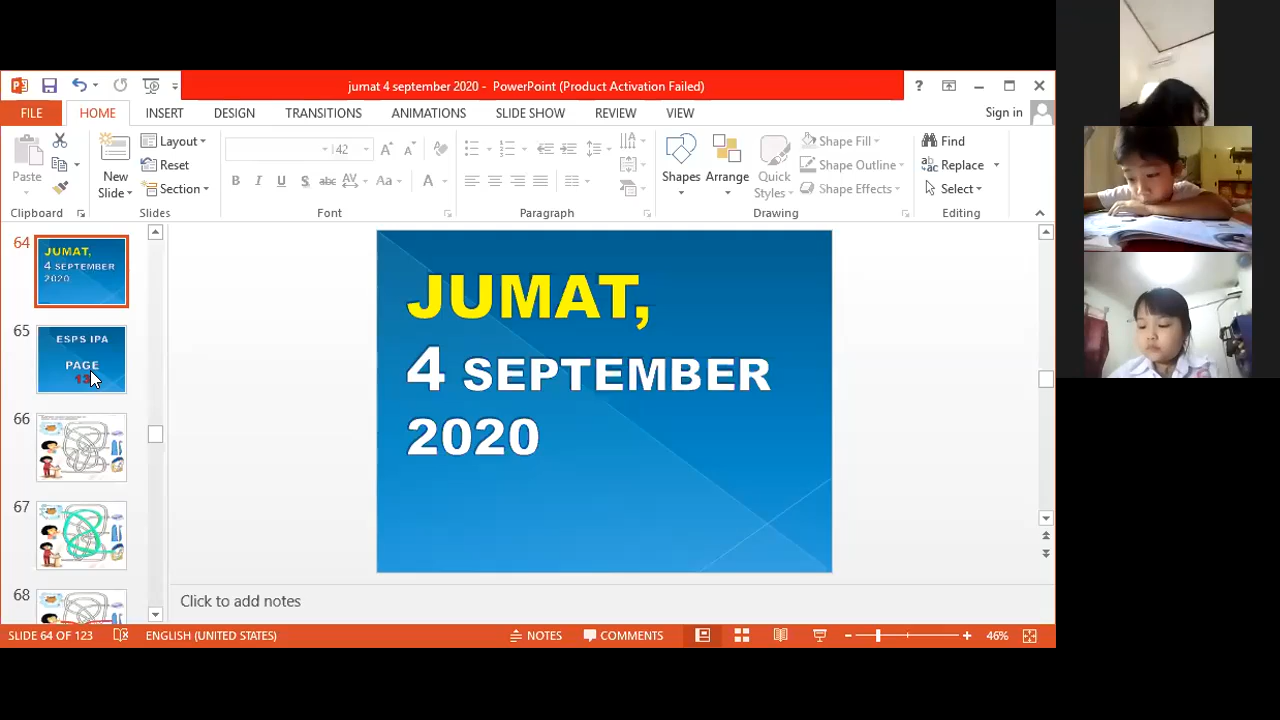 jumat 4 september 2020 - PowerPoint (Product Activation Failed)
FILE HOME INSERT DESIGN TRANSITIONS ANIMATIONS SLIDE SHOW REVIEW VIEW Sign in
Paste
New Slide
Layout
Reset
Section
42
Aa
Shapes
Arrange
Quick Styles
Shape Fill
Shape Outline
Shape Effects
Find
Replace
Select
Clipboard Slides Font Paragraph Drawing Editing
64
JUMAT,
4 SEPTEMBER
2020
65
ESPS IPA
PAGE
66
67
68
JUMAT,
4 SEPTEMBER
2020
Click to add notes
SLIDE 64 OF 123 ENGLISH (UNITED STATES) NOTES COMMENTS 46%